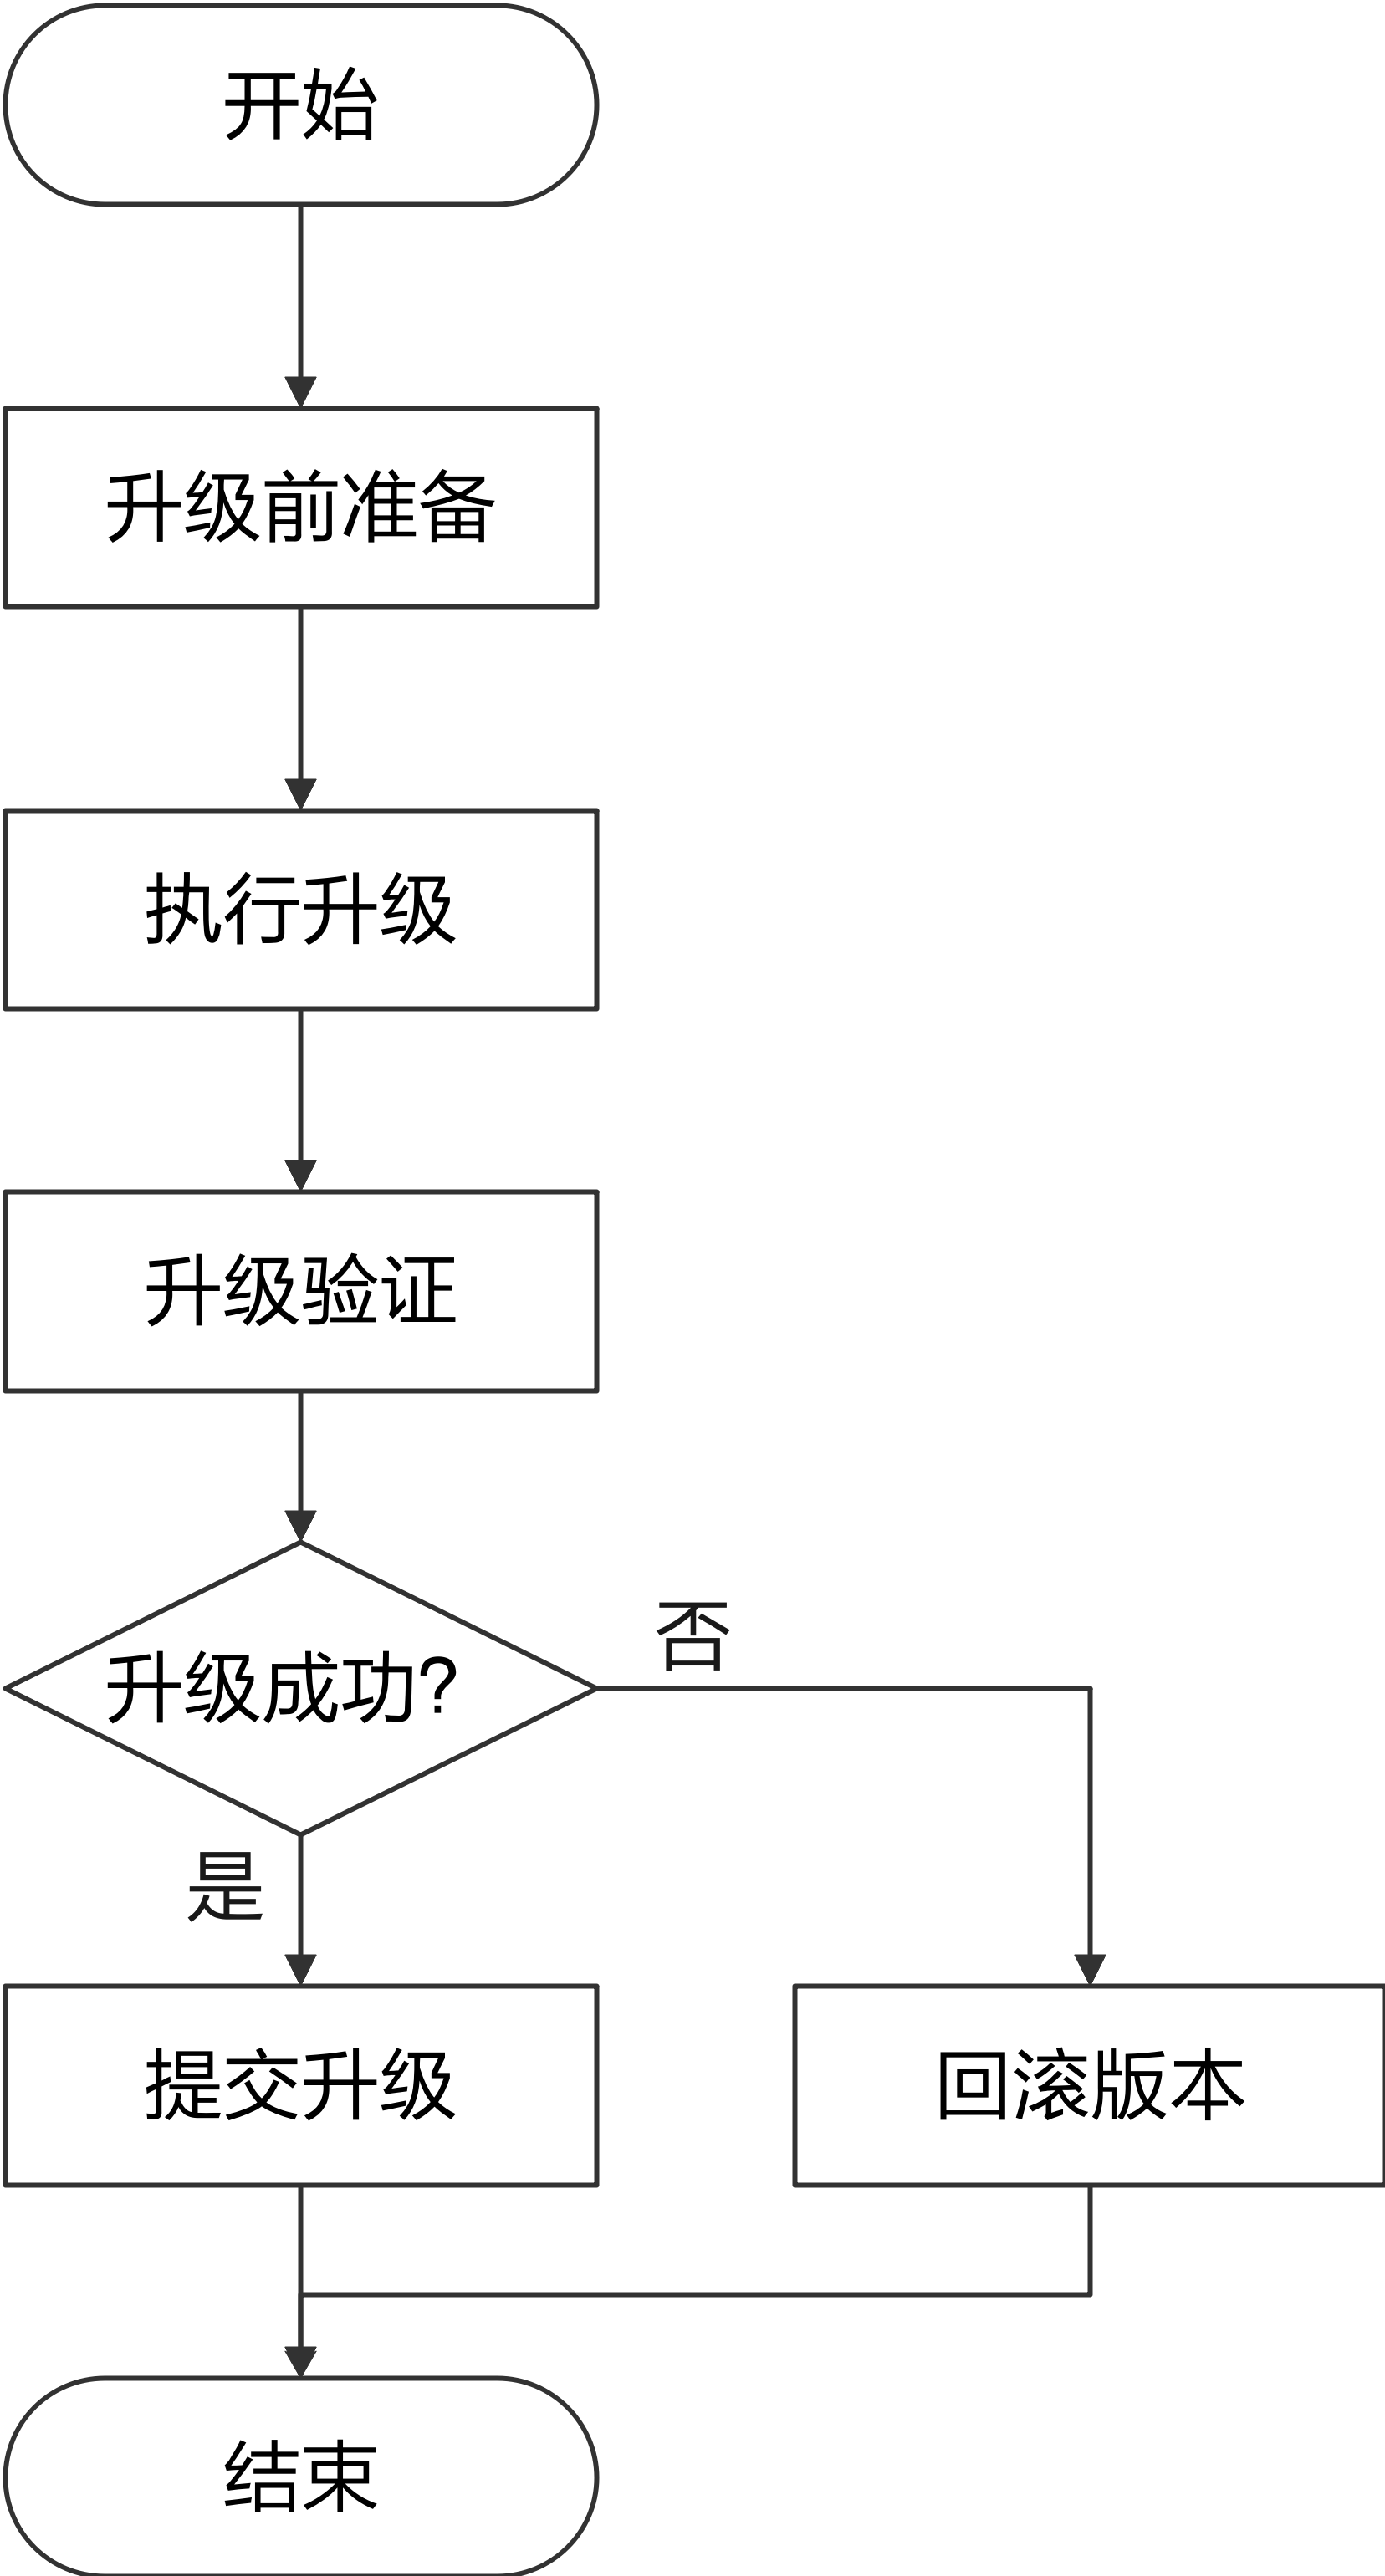 开始
升级前准备
执行升级
升级验证
升级成功?
否
是
提交升级
回滚版本
结束